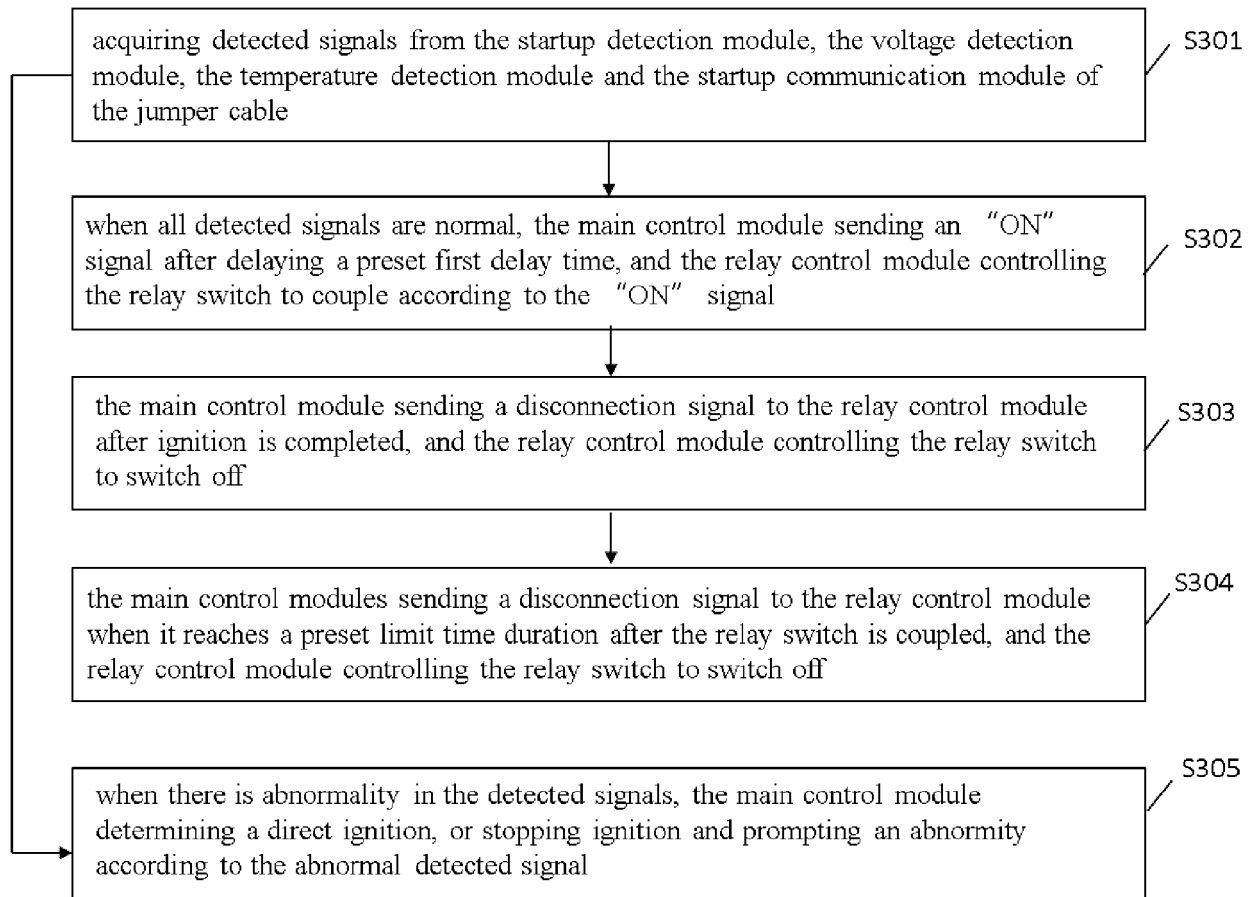 acquiring detected signals from the startup detection module, the voltage detection
module, the temperature detection module and the startup communication module of
the jumper cable
S301
when all detected signals are normal, the main control module sending an “ON”
signal after delaying a preset first delay time, and the relay control module controlling
the relay switch to couple according to the “ON” signal
S302
the main control module sending a disconnection signal to the relay control module
after ignition is completed, and the relay control module controlling the relay switch
to switch off
S303
the main control modules sending a disconnection signal to the relay control module
when it reaches a preset limit time duration after the relay switch is coupled, and the
relay control module controlling the relay switch to switch off
S304
when there is abnormality in the detected signals, the main control module
determining a direct ignition, or stopping ignition and prompting an abnormity
according to the abnormal detected signal
S305